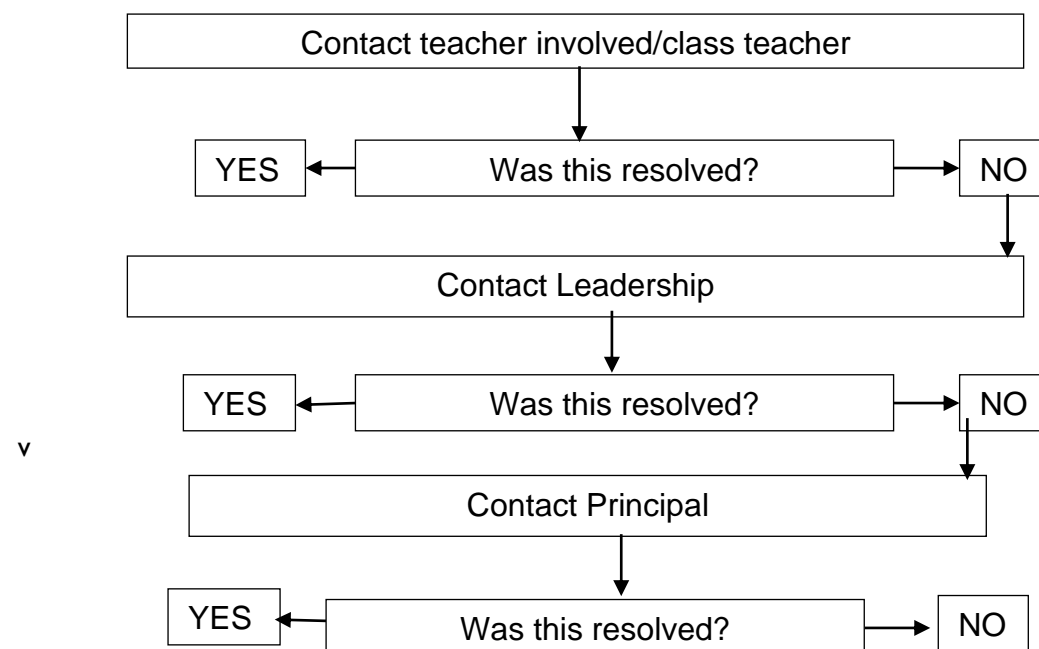 Contact teacher involved/class teacher
YES
Was this resolved?
NO
Contact Leadership
YES
Was this resolved?
NO
v
Contact Principal
YES
Was this resolved?
NO